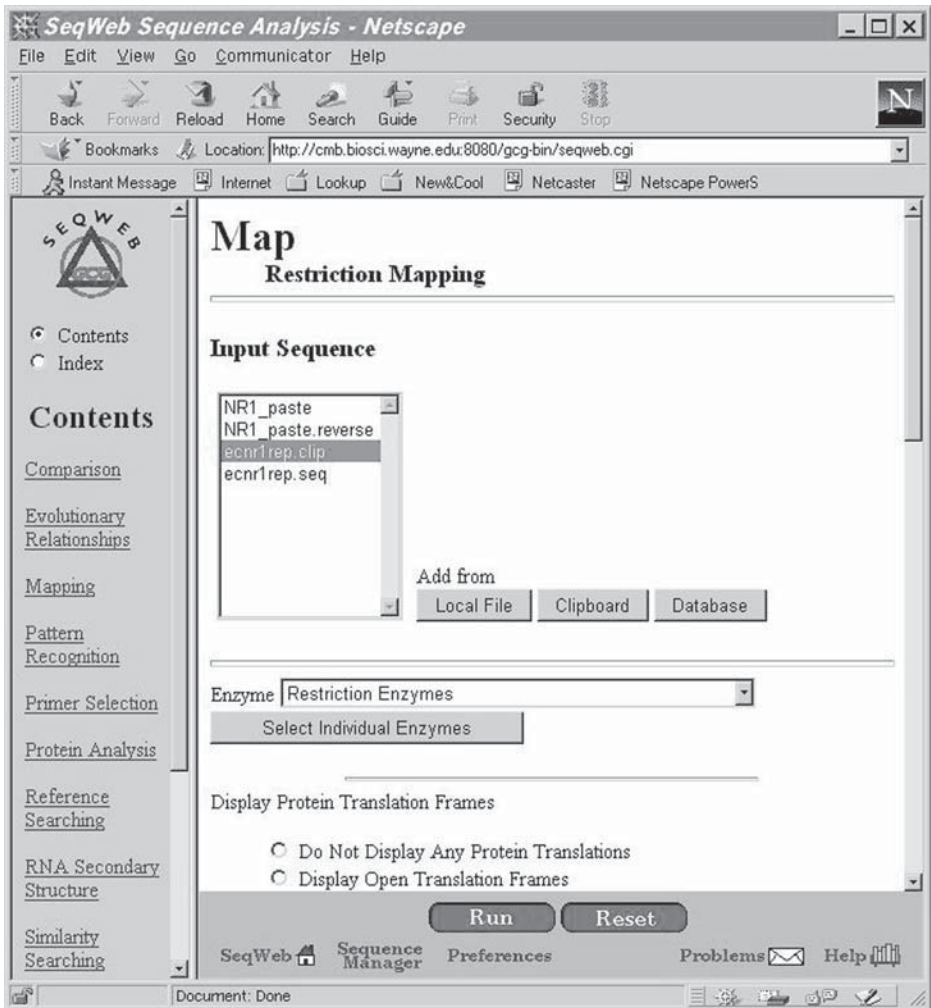 SeqWeb Sequence Analysis - Netscape
File Edit View Go Communicator Help
Back Forward Reload Home Search Guide Print Security Stop
N
Bookmarks Location: http://cmb.biosci.wayne.edu:8080/gcg-bin/seqweb.cgi
Instant Message Internet Lookup New&Cool Netcaster Netscape PowerS
SEQWEB
GCG
Contents
Index
Contents
Comparison
Evolutionary
Relationships
Mapping
Pattern
Recognition
Primer Selection
Protein Analysis
Reference
Searching
RNA Secondary
Structure
Similarity
Searching
Map
Restriction Mapping
Input Sequence
NR1_paste
NR1_paste.reverse
ecnr1rep.clip
ecnr1rep.seq
Add from
Local File Clipboard Database
Enzyme Restriction Enzymes
Select Individual Enzymes
Display Protein Translation Frames
Do Not Display Any Protein Translations
Display Open Translation Frames
Run Reset
SeqWeb Sequence Manager Preferences Problems Help
Document: Done